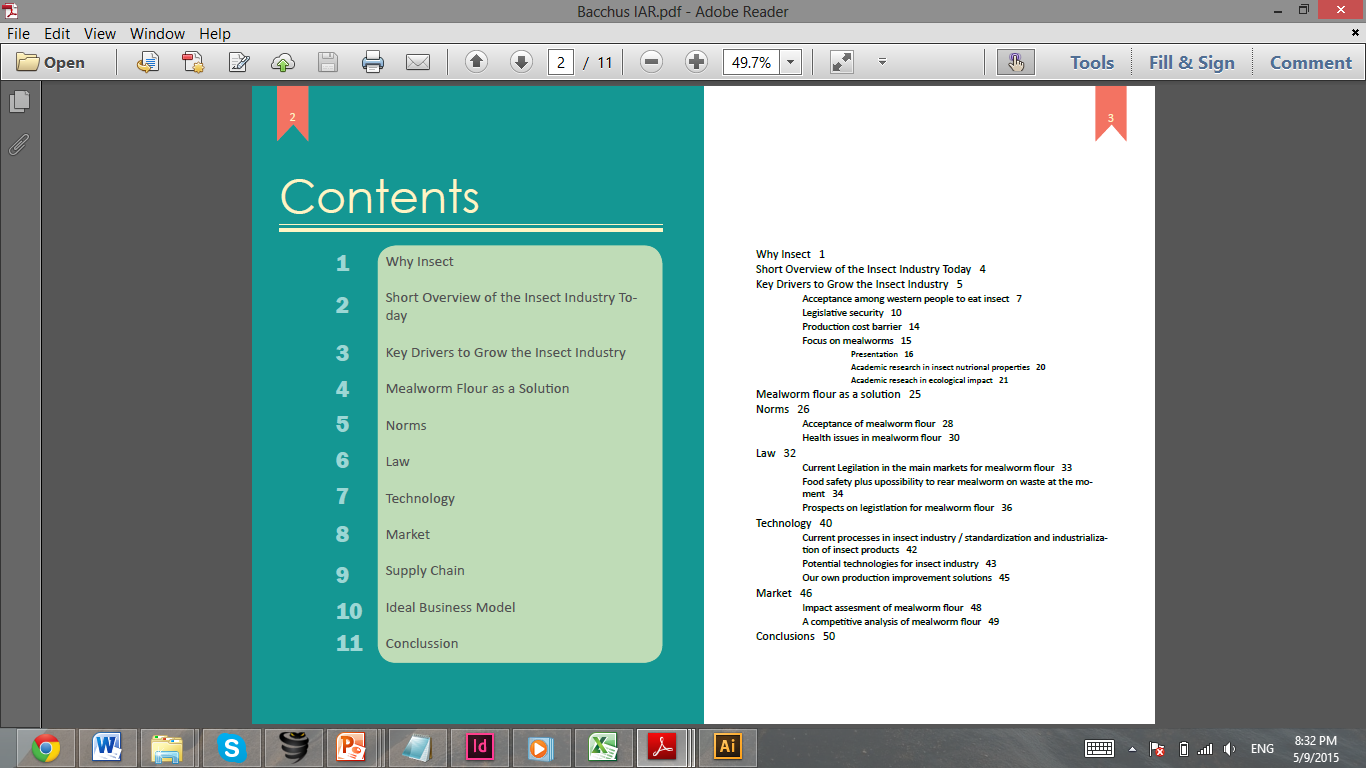 Bacchus IAR.pdf - Adobe Reader
File Edit View Window Help
Open 2 / 11 49.7% Tools Fill & Sign Comment
2
Contents
1 Why Insect
2 Short Overview of the Insect Industry To-
day
3 Key Drivers to Grow the Insect Industry
4 Mealworm Flour as a Solution
5 Norms
6 Law
7 Technology
8 Market
9 Supply Chain
10 Ideal Business Model
11 Conclussion
3
Why Insect 1
Short Overview of the Insect Industry Today 4
Key Drivers to Grow the Insect Industry 5
Acceptance among western people to eat insect 7
Legislative security 10
Production cost barrier 14
Focus on mealworms 15
Presentation 16
Academic research in insect nutrional properties 20
Academic reseach in ecological impact 21
Mealworm flour as a solution 25
Norms 26
Acceptance of mealworm flour 28
Health issues in mealworm flour 30
Law 32
Current Legilation in the main markets for mealworm flour 33
Food safety plus upossibility to rear mealworm on waste at the mo-
ment 34
Prospects on legistlation for mealworm flour 36
Technology 40
Current processes in insect industry / standardization and industrializa-
tion of insect products 42
Potential technologies for insect industry 43
Our own production improvement solutions 45
Market 46
Impact assesment of mealworm flour 48
A competitive analysis of mealworm flour 49
Conclusions 50
W S P Id X Ai ENG 8:32 PM
5/9/2015